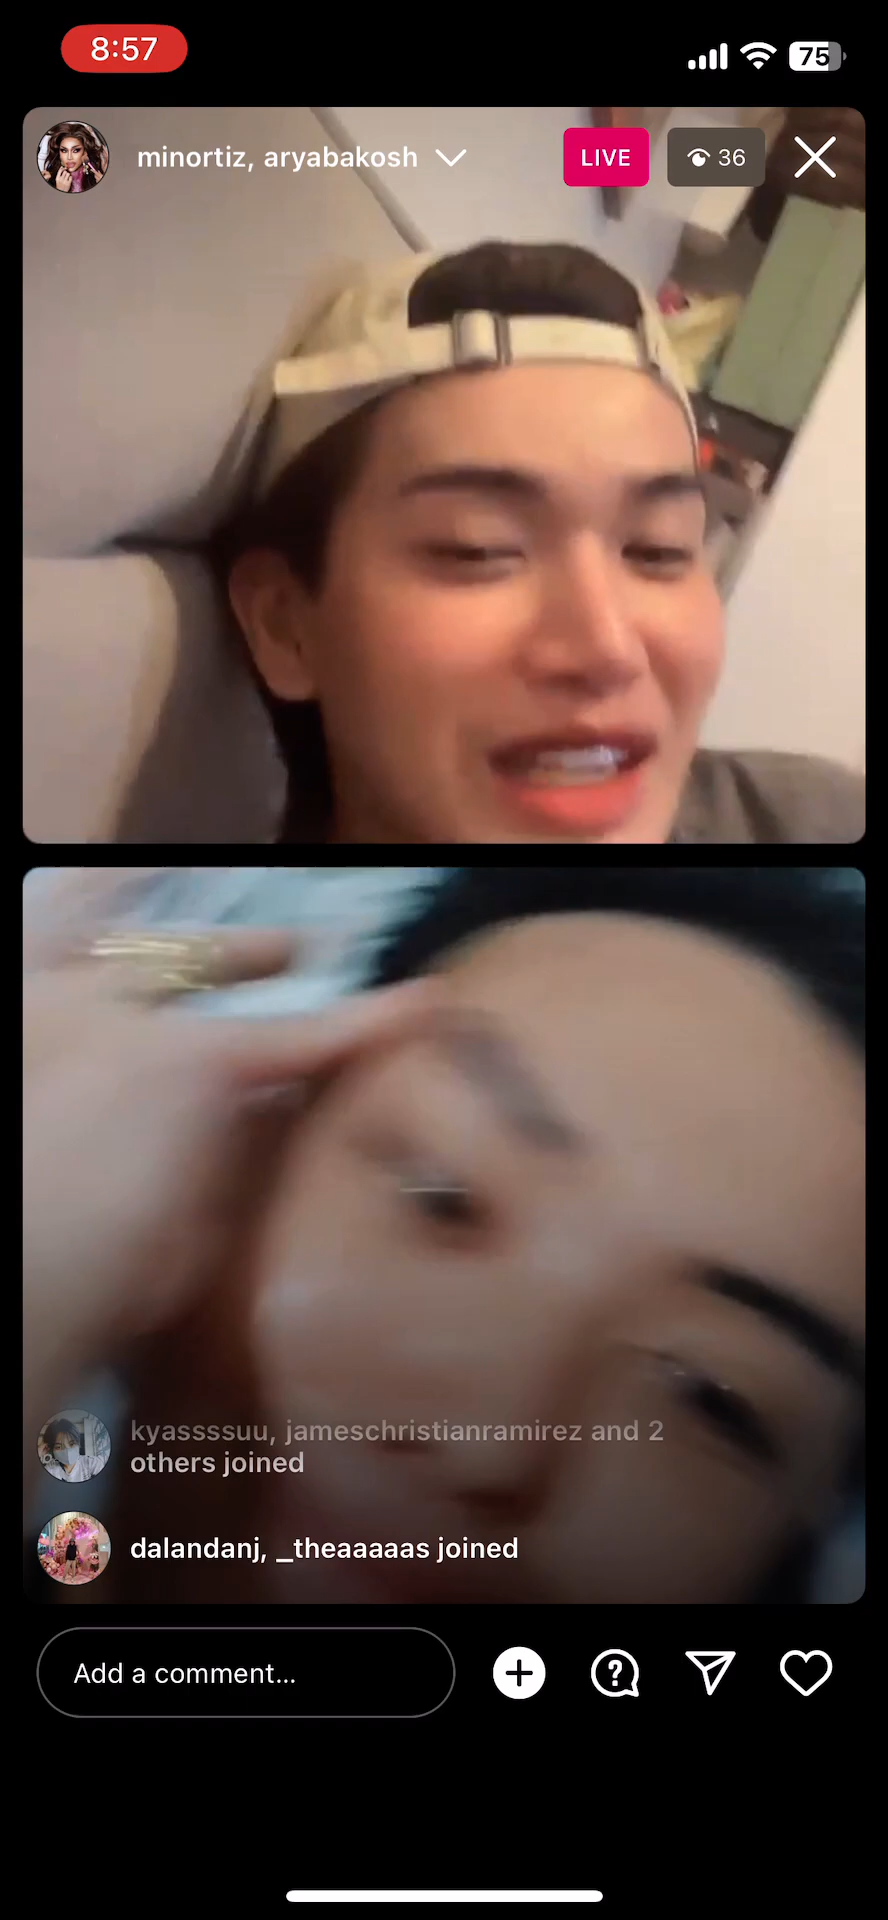 8:57
75
minortiz, aryabakosh
LIVE
36
kyassssuu, jameschristianramirez and 2
others joined
dalandanj, _theaaaaas joined
Add a comment...